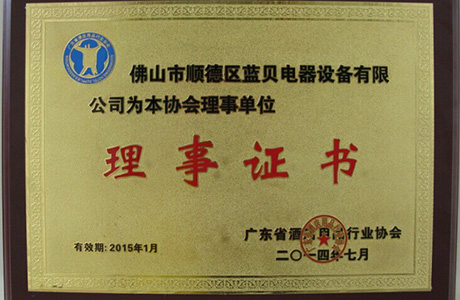 佛山市顺德区蓝贝电器设备有限
公司为本协会理事单位
理事证书
广东省酒店用品行业协会
有效期:2015年1月
二〇一四年七月